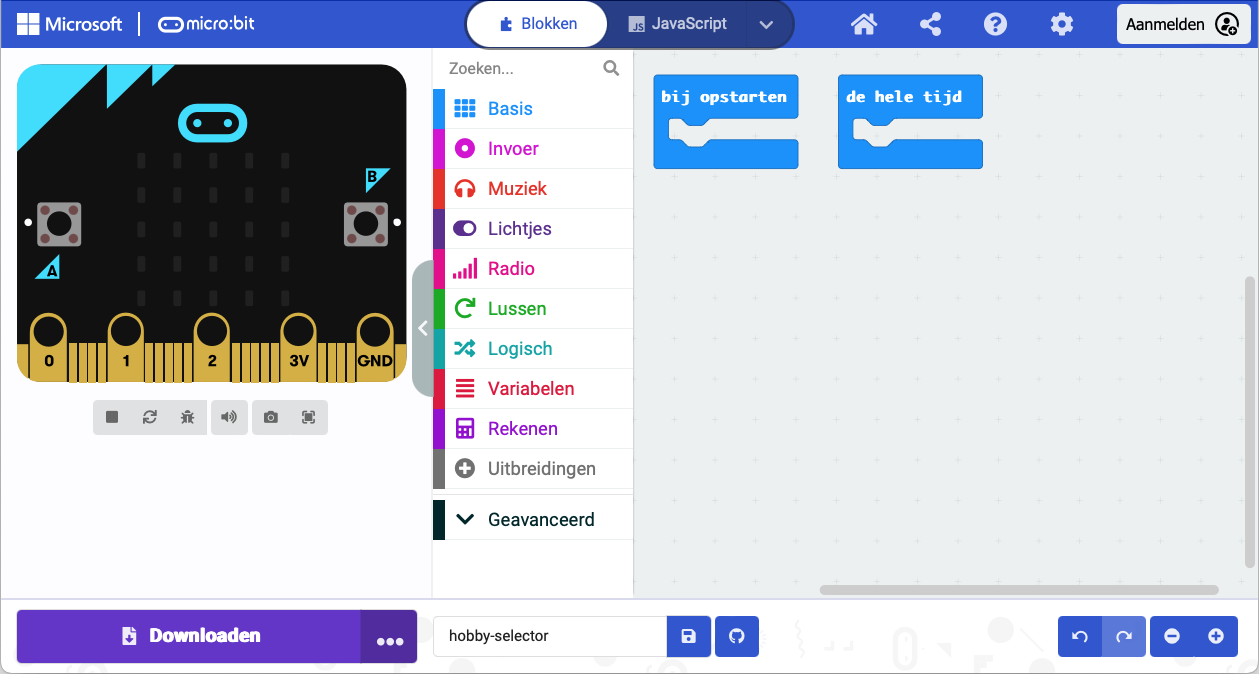 Microsoft
micro:bit
Blokken
JavaScript
Aanmelden
B
A
0
1
2
3V
GND
Zoeken...
Basis
Invoer
Muziek
Lichtjes
Radio
Lussen
Logisch
Variabelen
Rekenen
Uitbreidingen
Geavanceerd
bij opstarten
de hele tijd
Downloaden
hobby-selector